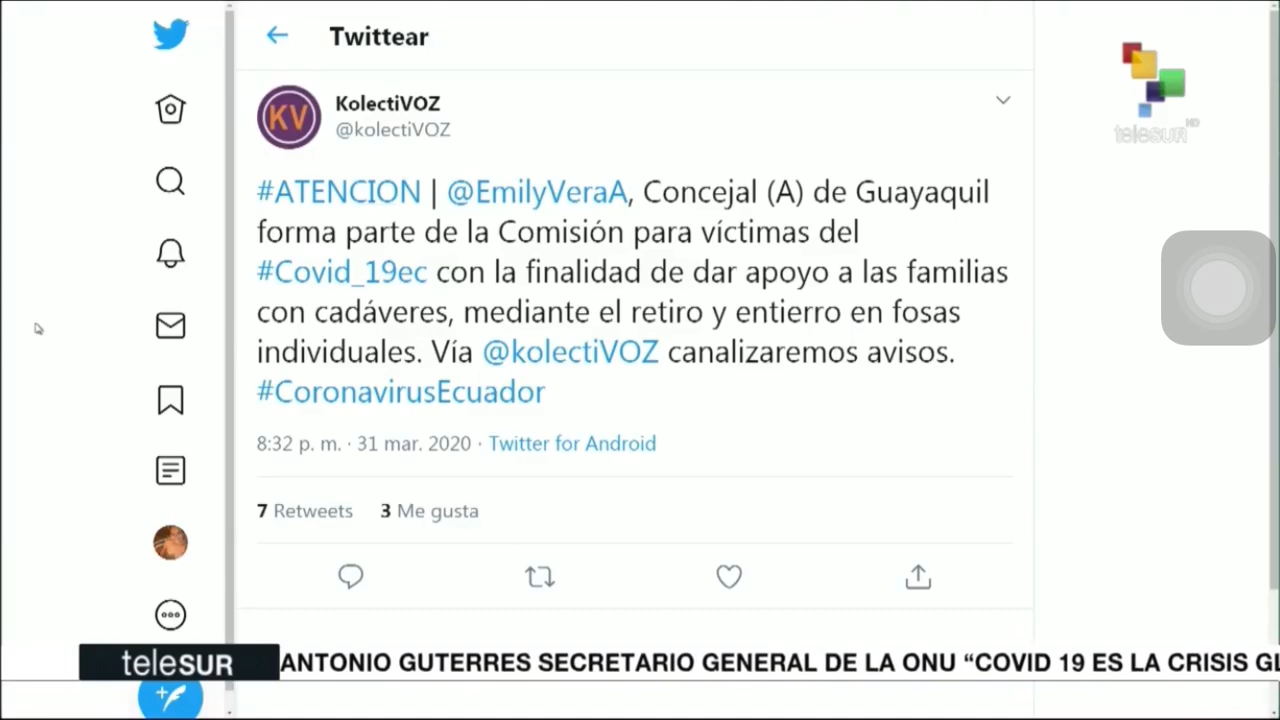 Twittear
KV
KolectiVOZ
@kolectiVOZ
telesur HD
#ATENCION | @EmilyVeraA, Concejal (A) de Guayaquil
forma parte de la Comisión para víctimas del
#Covid_19ec con la finalidad de dar apoyo a las familias
con cadáveres, mediante el retiro y entierro en fosas
individuales. Vía @kolectiVOZ canalizaremos avisos.
#CoronavirusEcuador
8:32 p. m. · 31 mar. 2020 · Twitter for Android
7 Retweets 3 Me gusta
teleSUR ANTONIO GUTERRES SECRETARIO GENERAL DE LA ONU “COVID 19 ES LA CRISIS GL